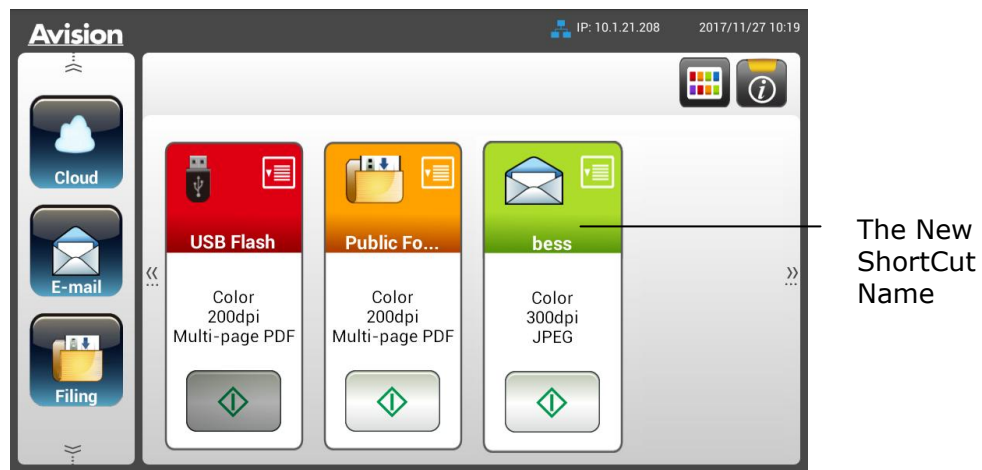 Avision
IP: 10.1.21.208
2017/11/27 10:19
Cloud
E-mail
Filing
USB Flash
Color
200dpi
Multi-page PDF
Public Fo...
Color
200dpi
Multi-page PDF
bess
Color
300dpi
JPEG
The New
ShortCut
Name